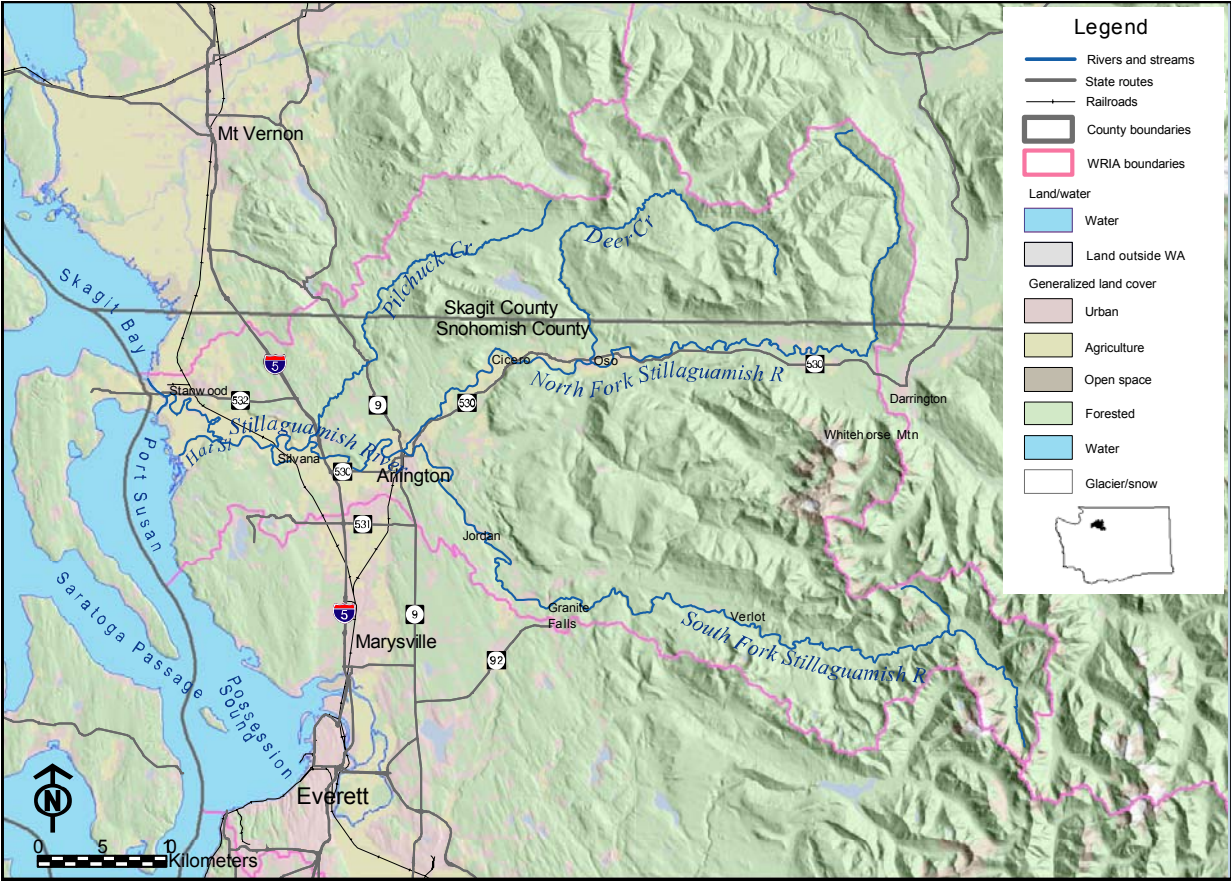 Mt Vernon
Pilchuck Cr
Deer Cr
Skagit Bay
Skagit County
Snohomish County
5
Cicero
Oso
530
North Fork Stillaguamish R
Stanwood
532
9
530
Darrington
Stillaguamish River
Whitehorse Mtn
Hat Sl
Silvana
530
Arlington
Port Susan
531
Jordan
Saratoga Passage
5
9
Granite
Falls
Verlot
South Fork Stillaguamish R
Marysville
92
Possession
Sound
Everett
N
0 5 10
Kilometers
Legend
Rivers and streams
State routes
Railroads
County boundaries
WRIA boundaries
Land/water
Water
Land outside WA
Generalized land cover
Urban
Agriculture
Open space
Forested
Water
Glacier/snow